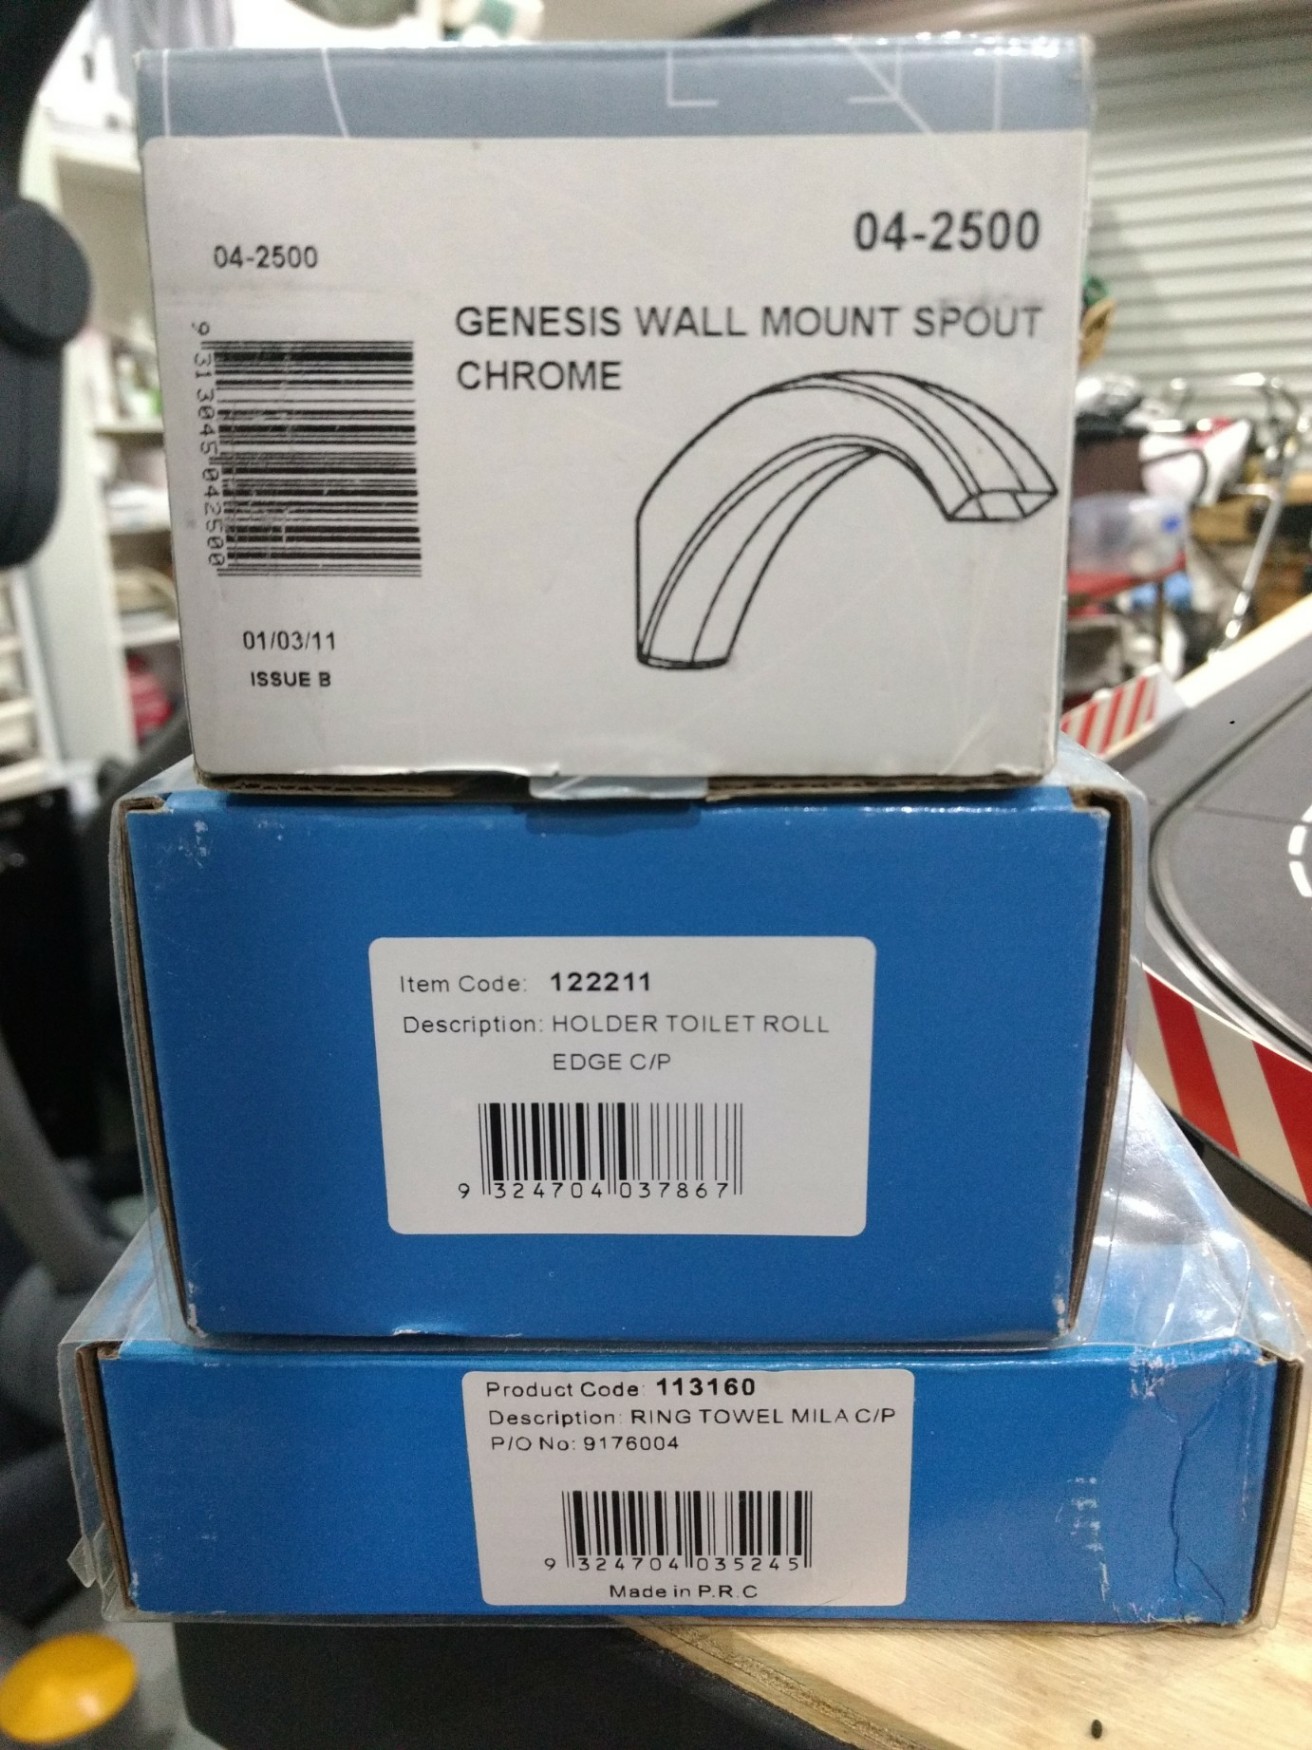 04-2500
04-2500
GENESIS WALL MOUNT SPOUT
CHROME
9 313045 042500
01/03/11
ISSUE B
Item Code: 122211
Description: HOLDER TOILET ROLL
EDGE C/P
9 324704 037867
Product Code: 113160
Description: RING TOWEL MILA C/P
P/O No: 9176004
9 324704 035245
Made in P.R.C